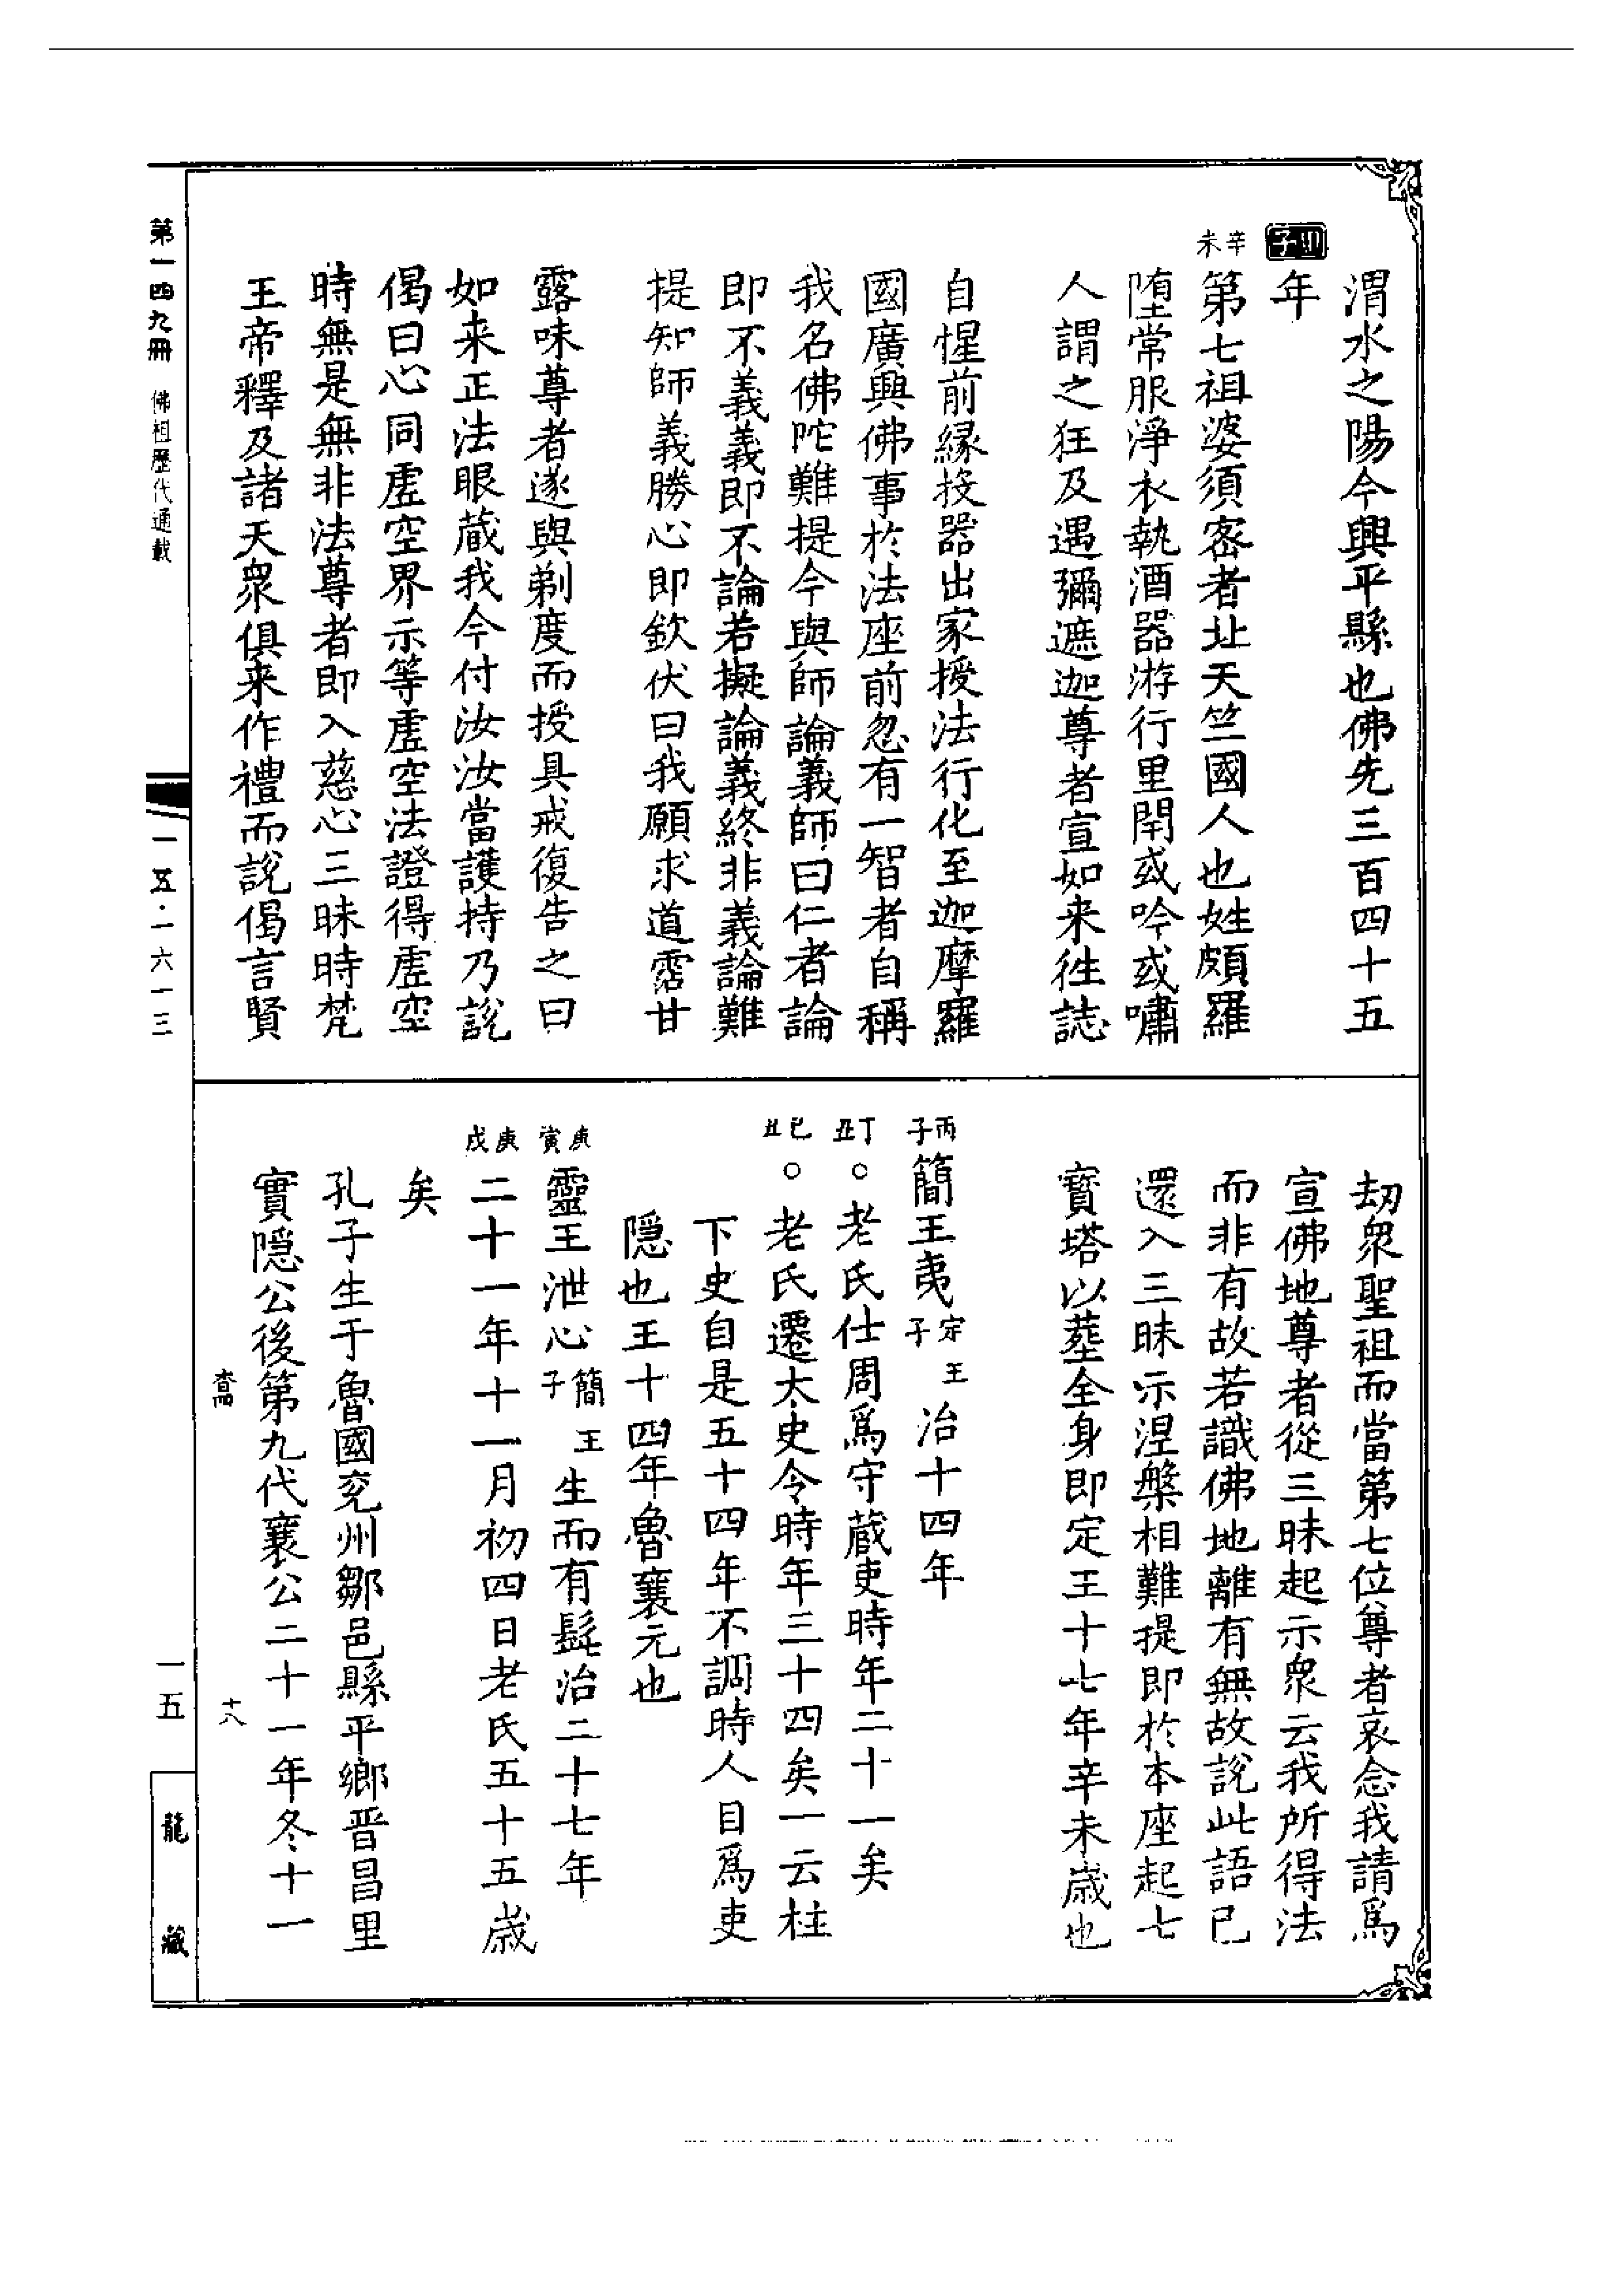 渭水之陽今興平縣也佛先三百四十五
年
辛未
第七祖婆須密者北天竺國人也姓頗羅
墮常服淨衣執酒器游行里閈或吟或嘯
人謂之狂及遇彌遮迦尊者宣如来徃誌
自惺前縁投器出家授法行化至迦摩羅
國廣興佛事於法座前忽有一智者自稱
我名佛陀難提今與師論義師曰仁者論
即不義義即不論若擬論義終非義論難
提知師義勝心即欽伏曰我願求道霑甘
露味尊者遂與剃度而授具戒復告之曰
如来正法眼蔵我今付汝汝當護持乃説
偈曰心同虚空界示等虚空法證得虚空
時無是無非法尊者即入慈心三昧時梵
王帝釋及諸天衆俱来作禮而説偈言賢
劫衆聖祖而當第七位尊者哀念我請爲
宣佛地尊者從三昧起示衆云我所得法
而非有故若識佛地離有無故説此語已
還入三昧示涅槃相難提即於本座起七
寳塔以葬全身即定王十七年辛未歲也
丙子
簡王夷定王子治十四年
丁丑
○老氏仕周爲守蔵吏時年二十一矣
已丑
○老氏遷太史令時年三十四矣一云柱
下史自是五十四年不調時人目爲吏
隠也王十四年魯襄元也
庚寅
靈王泄心簡王子生而有髭治二十七年
庚戌
二十一年十一月初四日老氏五十五歲
矣
孔子生于魯國兖州鄒邑縣平鄉晋昌里
實隠公後第九代襄公二十一年冬十一
十八
第一四九冊 佛祖歷代通載
一五·一六一三
一五
龍藏